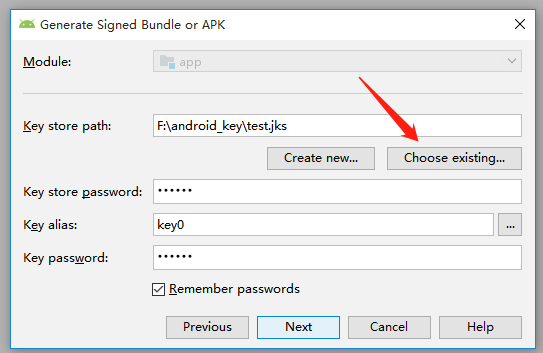 Generate Signed Bundle or APK
Module: app
Key store path: F:\android_key\test.jks
Create new... Choose existing...
Key store password: ••••••
Key alias: key0 ...
Key password: ••••••
Remember passwords
Previous Next Cancel Help